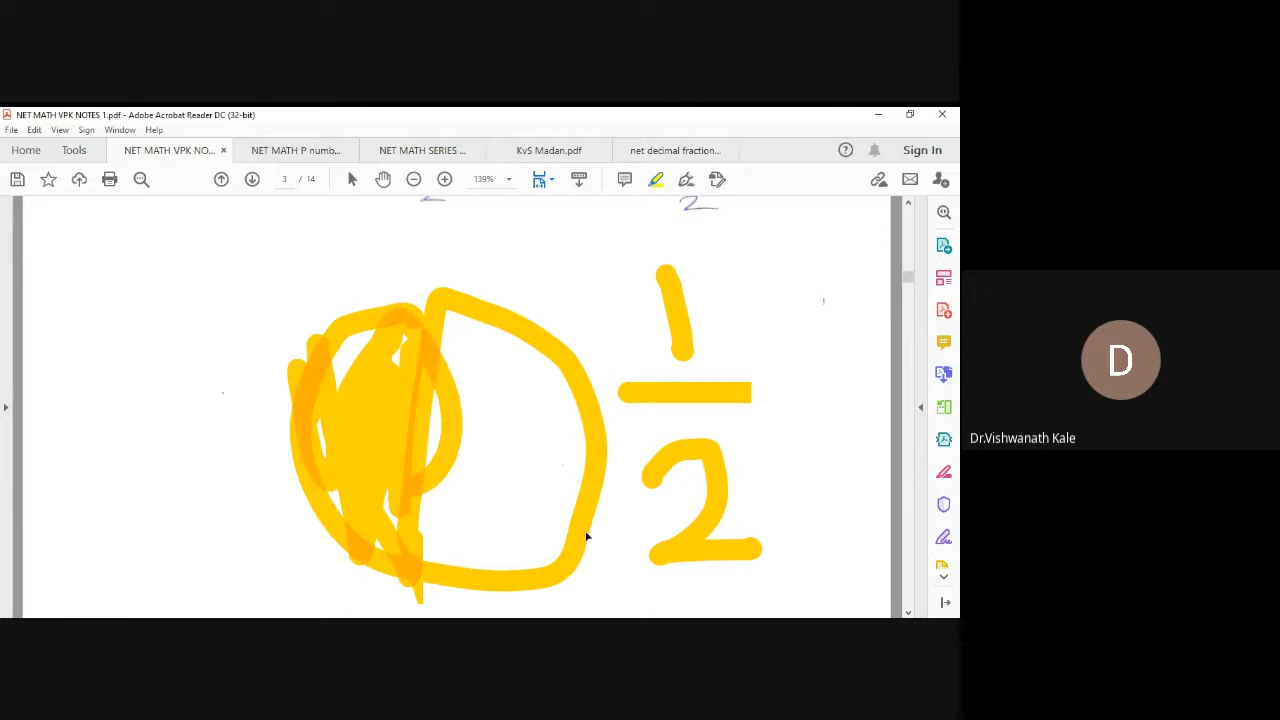 NET MATH VPK NOTES 1.pdf - Adobe Acrobat Reader DC (32-bit)
File Edit View Sign Window Help
Home Tools NET MATH VPK NO... × NET MATH P numb... NET MATH SERIES ... KvS Madan.pdf net decimal fraction... Sign In
3 / 14 139%
2
1
2
D
Dr.Vishwanath Kale